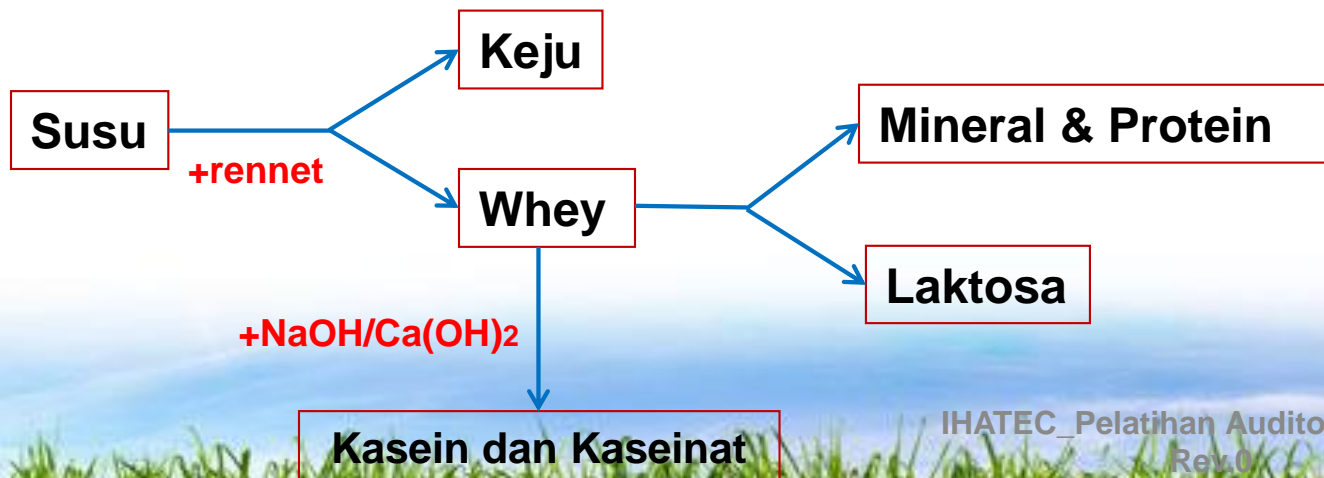 Keju
Susu
+rennet
Mineral & Protein
Whey
Laktosa
+NaOH/Ca(OH)2
Kasein dan Kaseinat
IHATEC_Pelatihan Audito
Rev.0